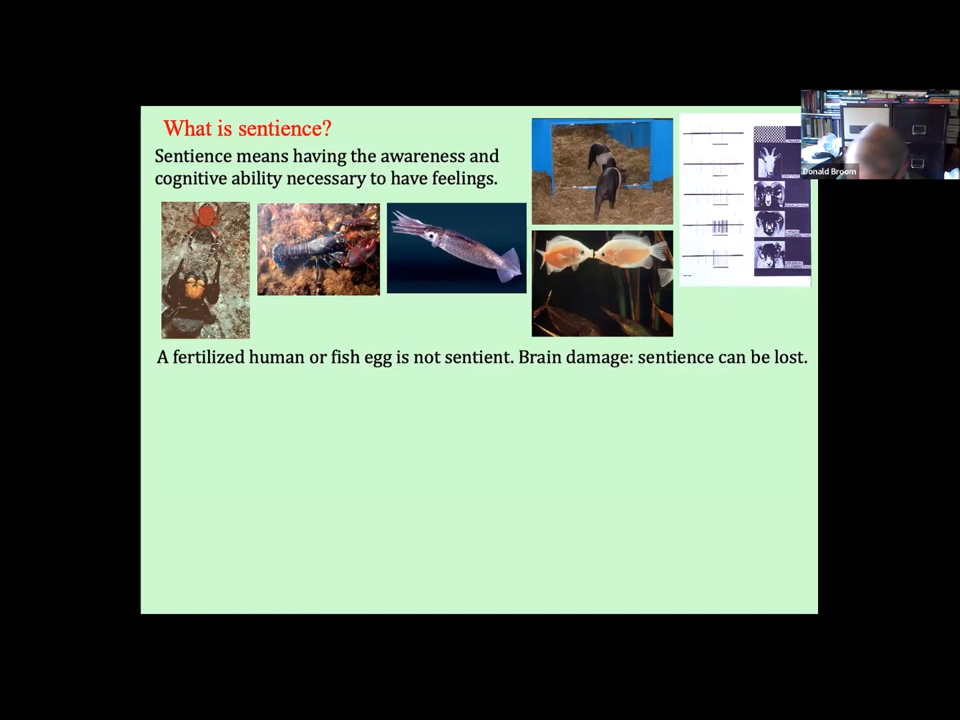 What is sentience?
Sentience means having the awareness and
cognitive ability necessary to have feelings.
Donald Broom
A fertilized human or fish egg is not sentient. Brain damage: sentience can be lost.